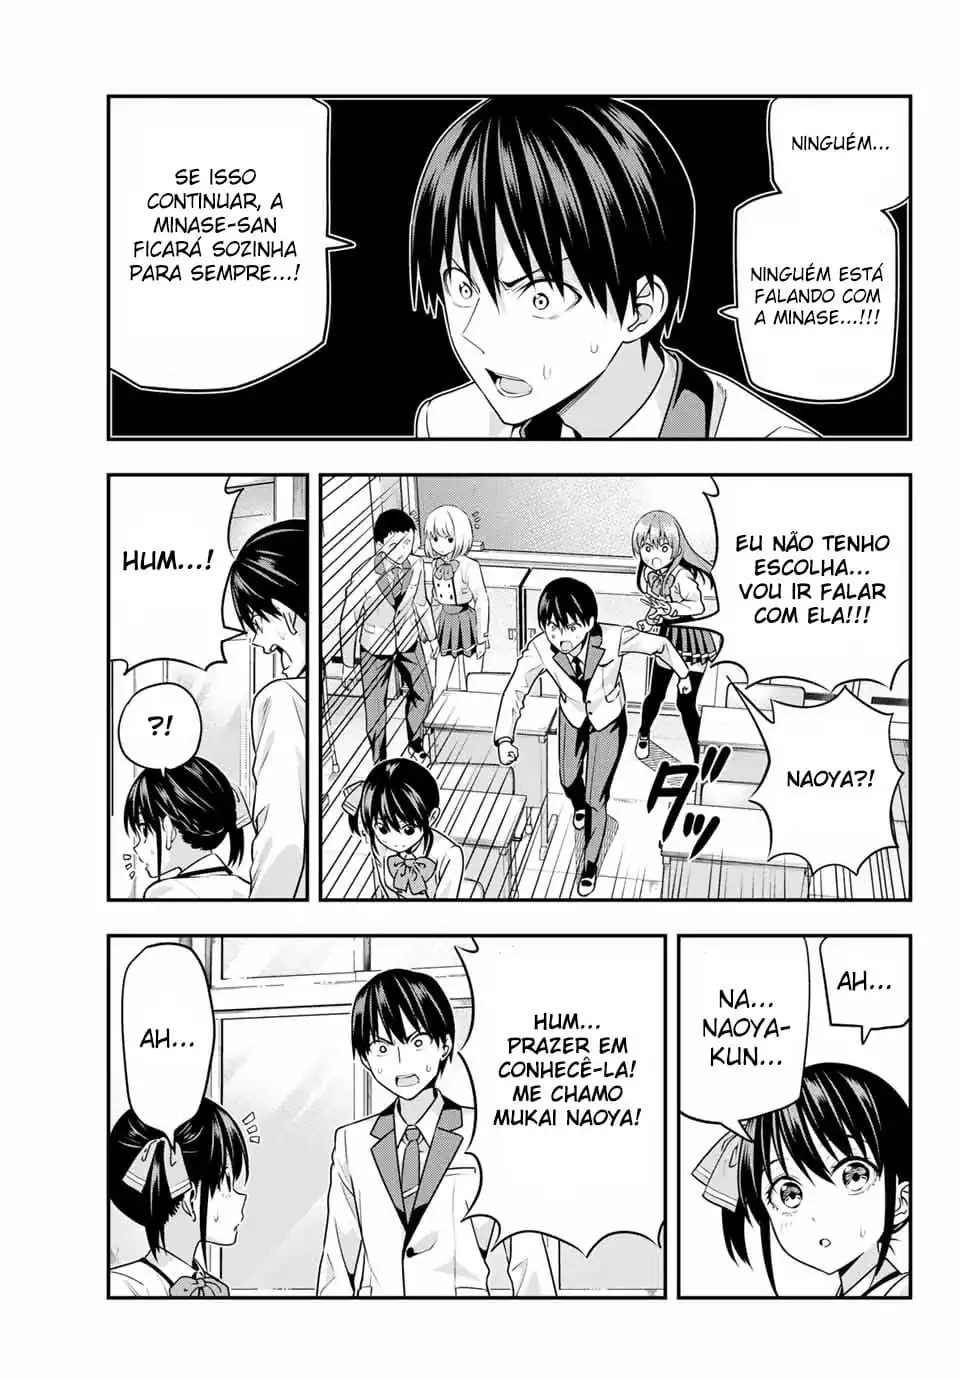 NINGUÉM...
NINGUÉM ESTÁ
FALANDO COM
A MINASE...!!!
SE ISSO
CONTINUAR, A
MINASE-SAN
FICARÁ SOZINHA
PARA SEMPRE...!
EU NÃO TENHO
ESCOLHA...
VOU IR FALAR
COM ELA!!!
NAOYA?!
ダッ
HUM...!
?!
AH...
NA...
NAOYA-
KUN...
HUM...
PRAZER EM
CONHECÊ-LA!
ME CHAMO
MUKAI NAOYA!
AH...